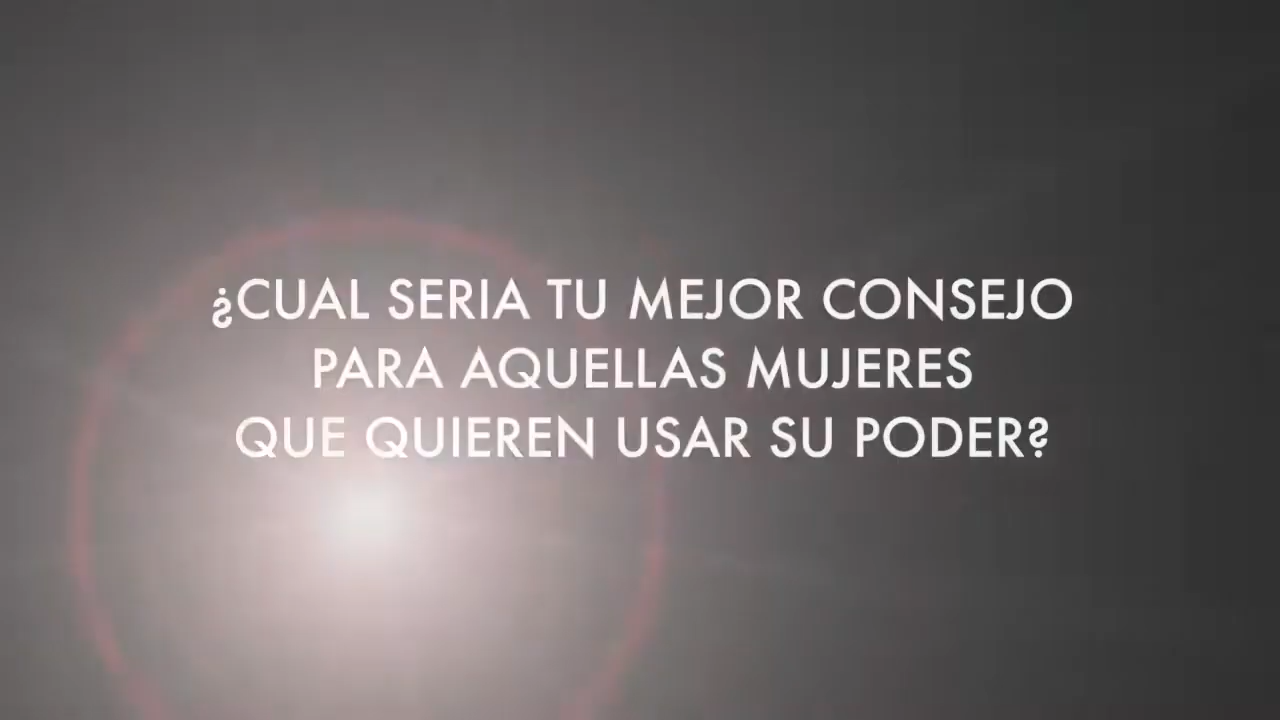 ¿CUAL SERIA TU MEJOR CONSEJO
PARA AQUELLAS MUJERES
QUE QUIEREN USAR SU PODER?